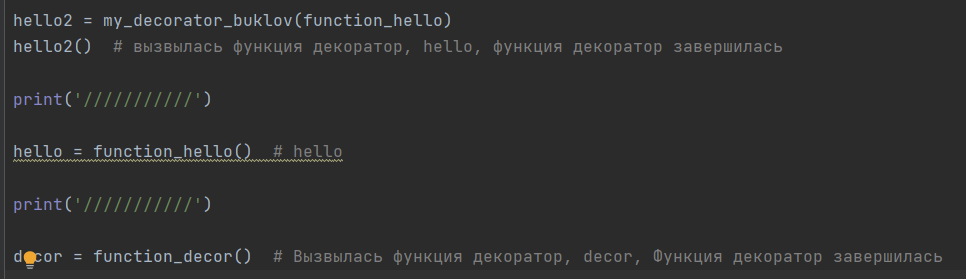 hello2 = my_decorator_buklov(function_hello)
hello2()  # вызвылась функция декоратор, hello, функция декоратор завершилась
print('///////////')
hello = function_hello()  # hello
print('///////////')
decor = function_decor()  # Вызвылась функция декоратор, decor, Функция декоратор завершилась